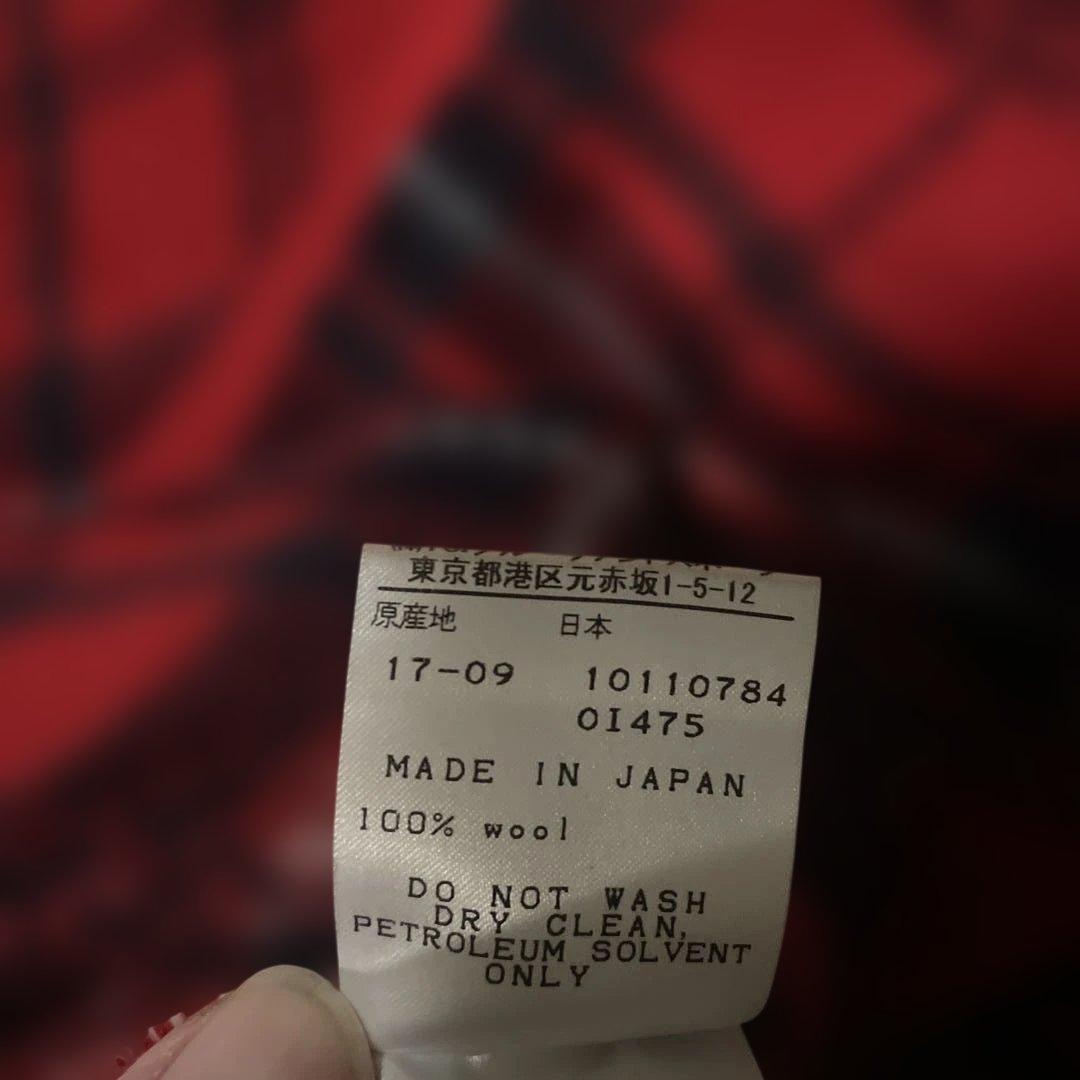 東京都港区元赤坂1-5-12
原産地 日本
17-09 10110784
OI475
MADE IN JAPAN
100% wool
DO NOT WASH
DRY CLEAN,
PETROLEUM SOLVENT
ONLY